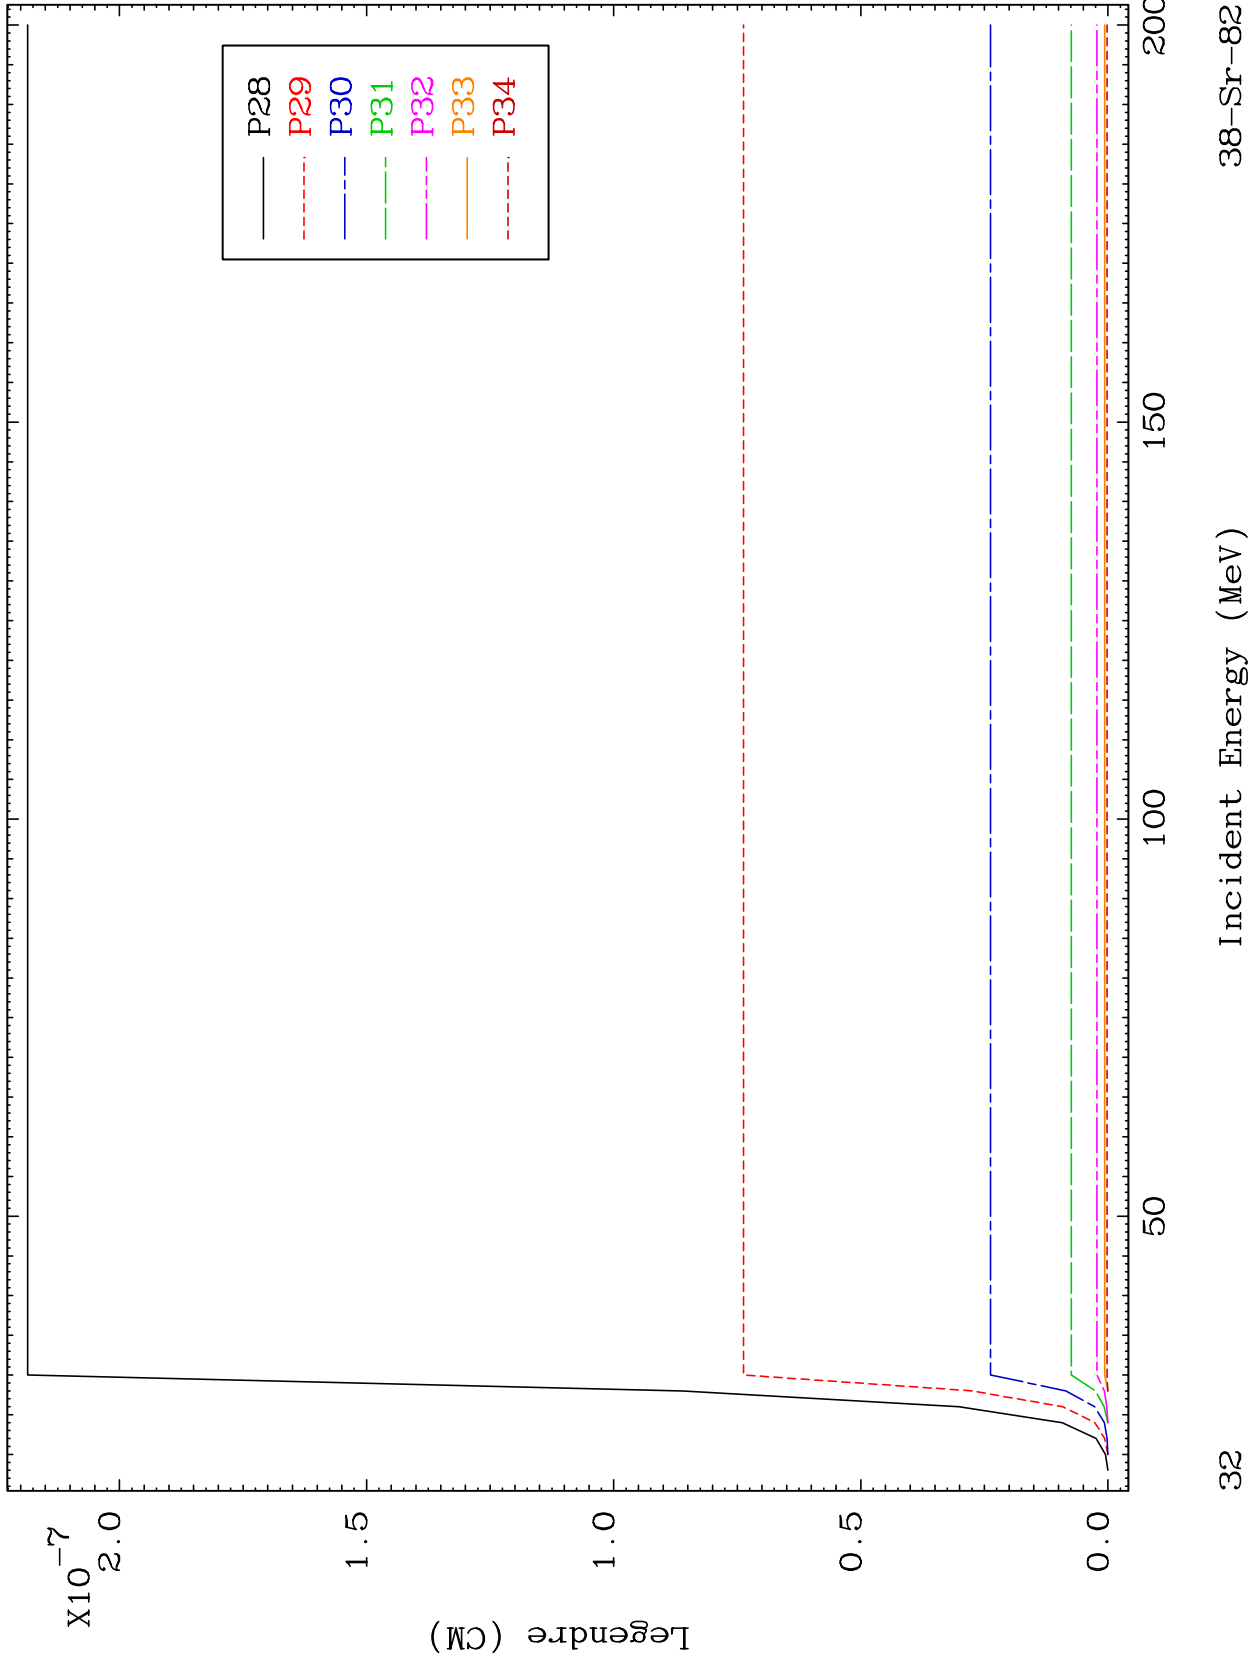 X10-7
2.0
1.5
1.0
0.5
0.0
Legendre (CM)
P28
P29
P30
P31
P32
P33
P34
50
100
150
200
Incident Energy (MeV)
32
38-Sr-82